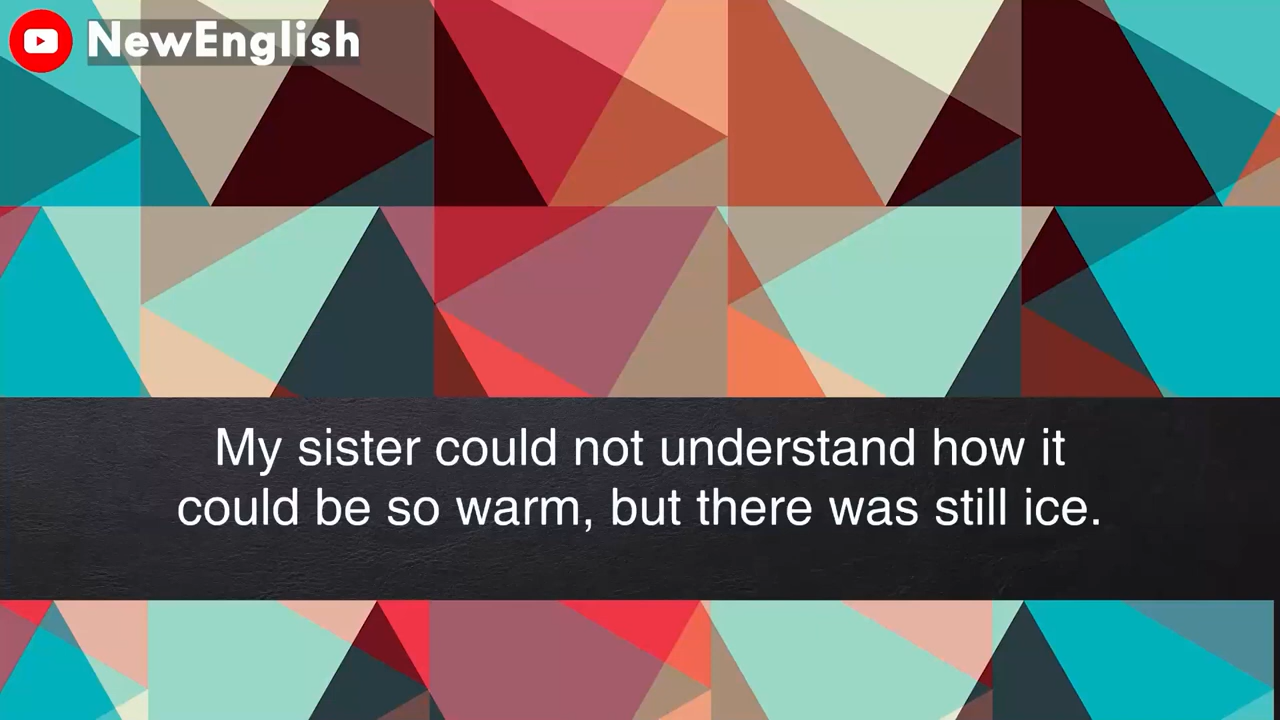 NewEnglish
My sister could not understand how it
could be so warm, but there was still ice.